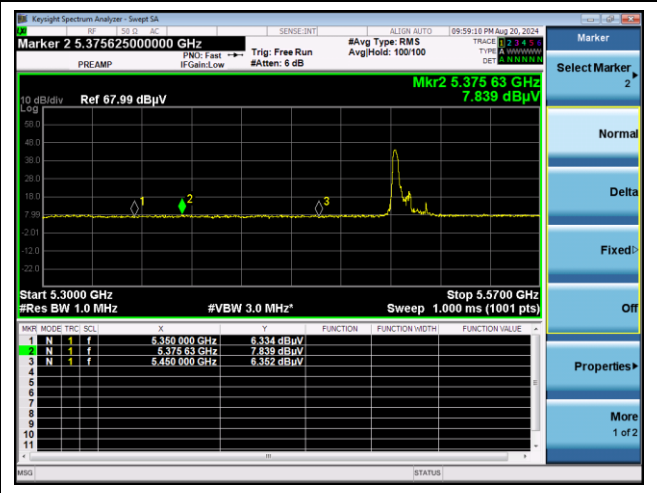 Keysight Spectrum Analyzer - Swept SA
RF 50 Ω AC SENSE:INT ALIGN AUTO 09:59:10 PM Aug 20, 2024
Marker 2 5.375625000000 GHz
PREAMP
PNO: Fast
IFGain:Low
Trig: Free Run
#Atten: 6 dB
#Avg Type: RMS
Avg|Hold: 100/100
TRACE 1 2 3 4 5 6
TYPE A WWWWW
DET A N N N N N
Mkr2 5.375 63 GHz
7.839 dBµV
10 dB/div Ref 67.99 dBµV
Log
58.0
48.0
38.0
28.0
18.0
7.99
-2.01
-12.0
-22.0
1
2
3
Start 5.3000 GHz Stop 5.5700 GHz
#Res BW 1.0 MHz #VBW 3.0 MHz* Sweep 1.000 ms (1001 pts)
MKR MODE TRC SCL X Y FUNCTION FUNCTION WIDTH FUNCTION VALUE
1 N 1 f 5.350 000 GHz 6.334 dBµV
2 N 1 f 5.375 63 GHz 7.839 dBµV
3 N 1 f 5.450 000 GHz 6.352 dBµV
4
5
6
7
8
9
10
11
MSG STATUS
Marker
Select Marker
2
Normal
Delta
Fixed
Off
Properties
More
1 of 2